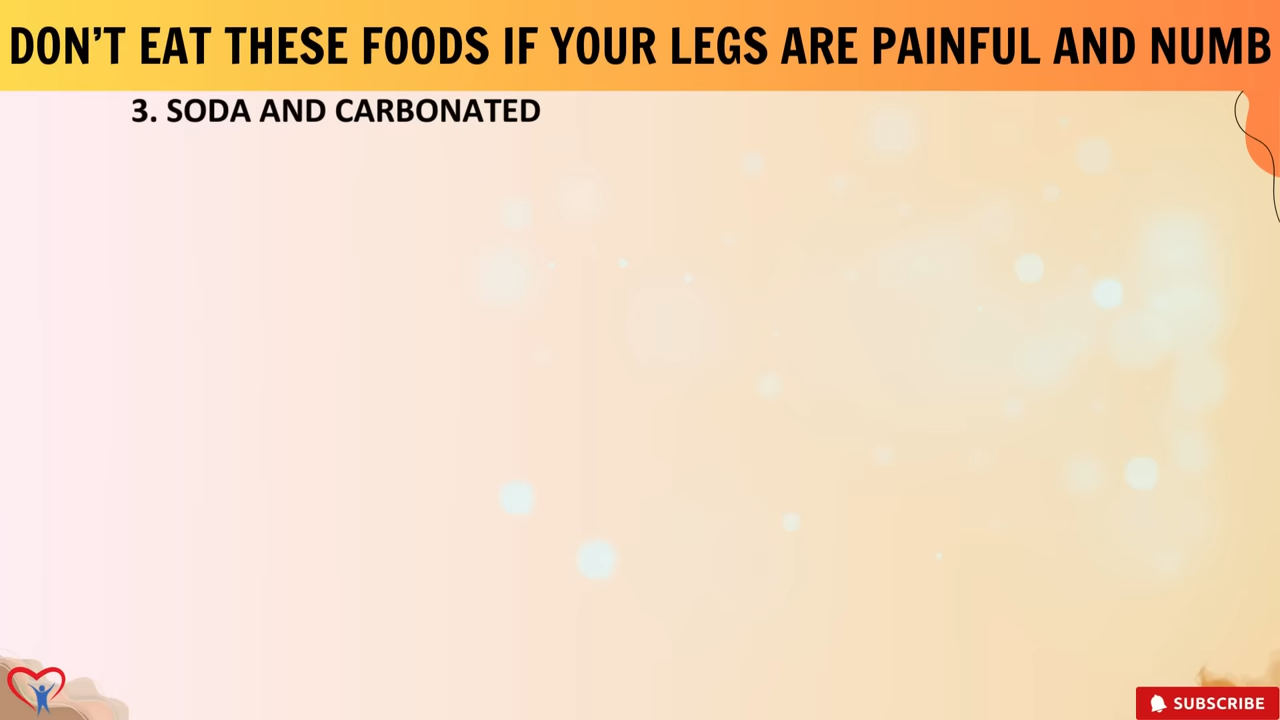 DON’T EAT THESE FOODS IF YOUR LEGS ARE PAINFUL AND NUMB
3. SODA AND CARBONATED
SUBSCRIBE